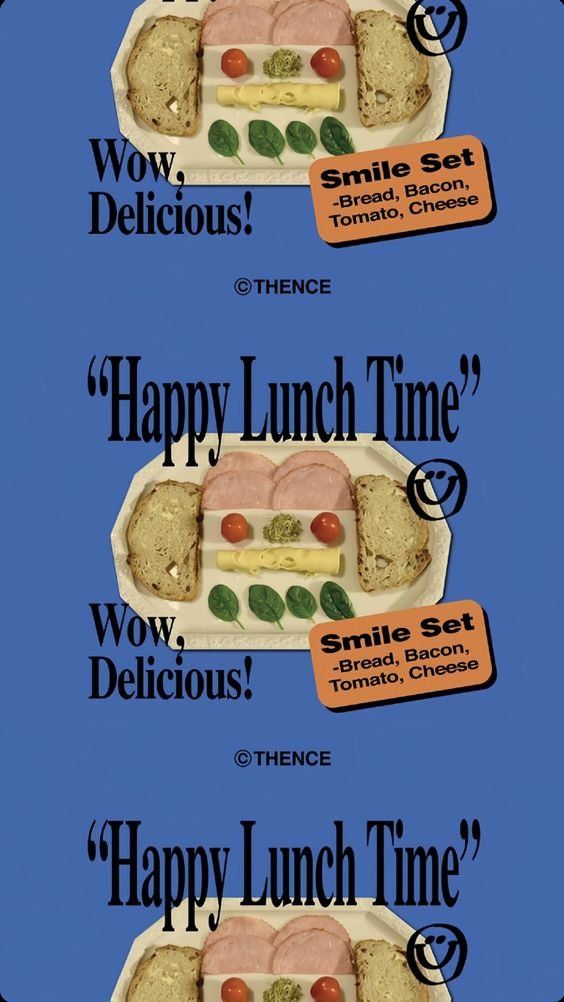 Wow,
Delicious!
Smile Set
-Bread, Bacon,
Tomato, Cheese
©THENCE
“Happy Lunch Time”
Wow,
Delicious!
Smile Set
-Bread, Bacon,
Tomato, Cheese
©THENCE
“Happy Lunch Time”